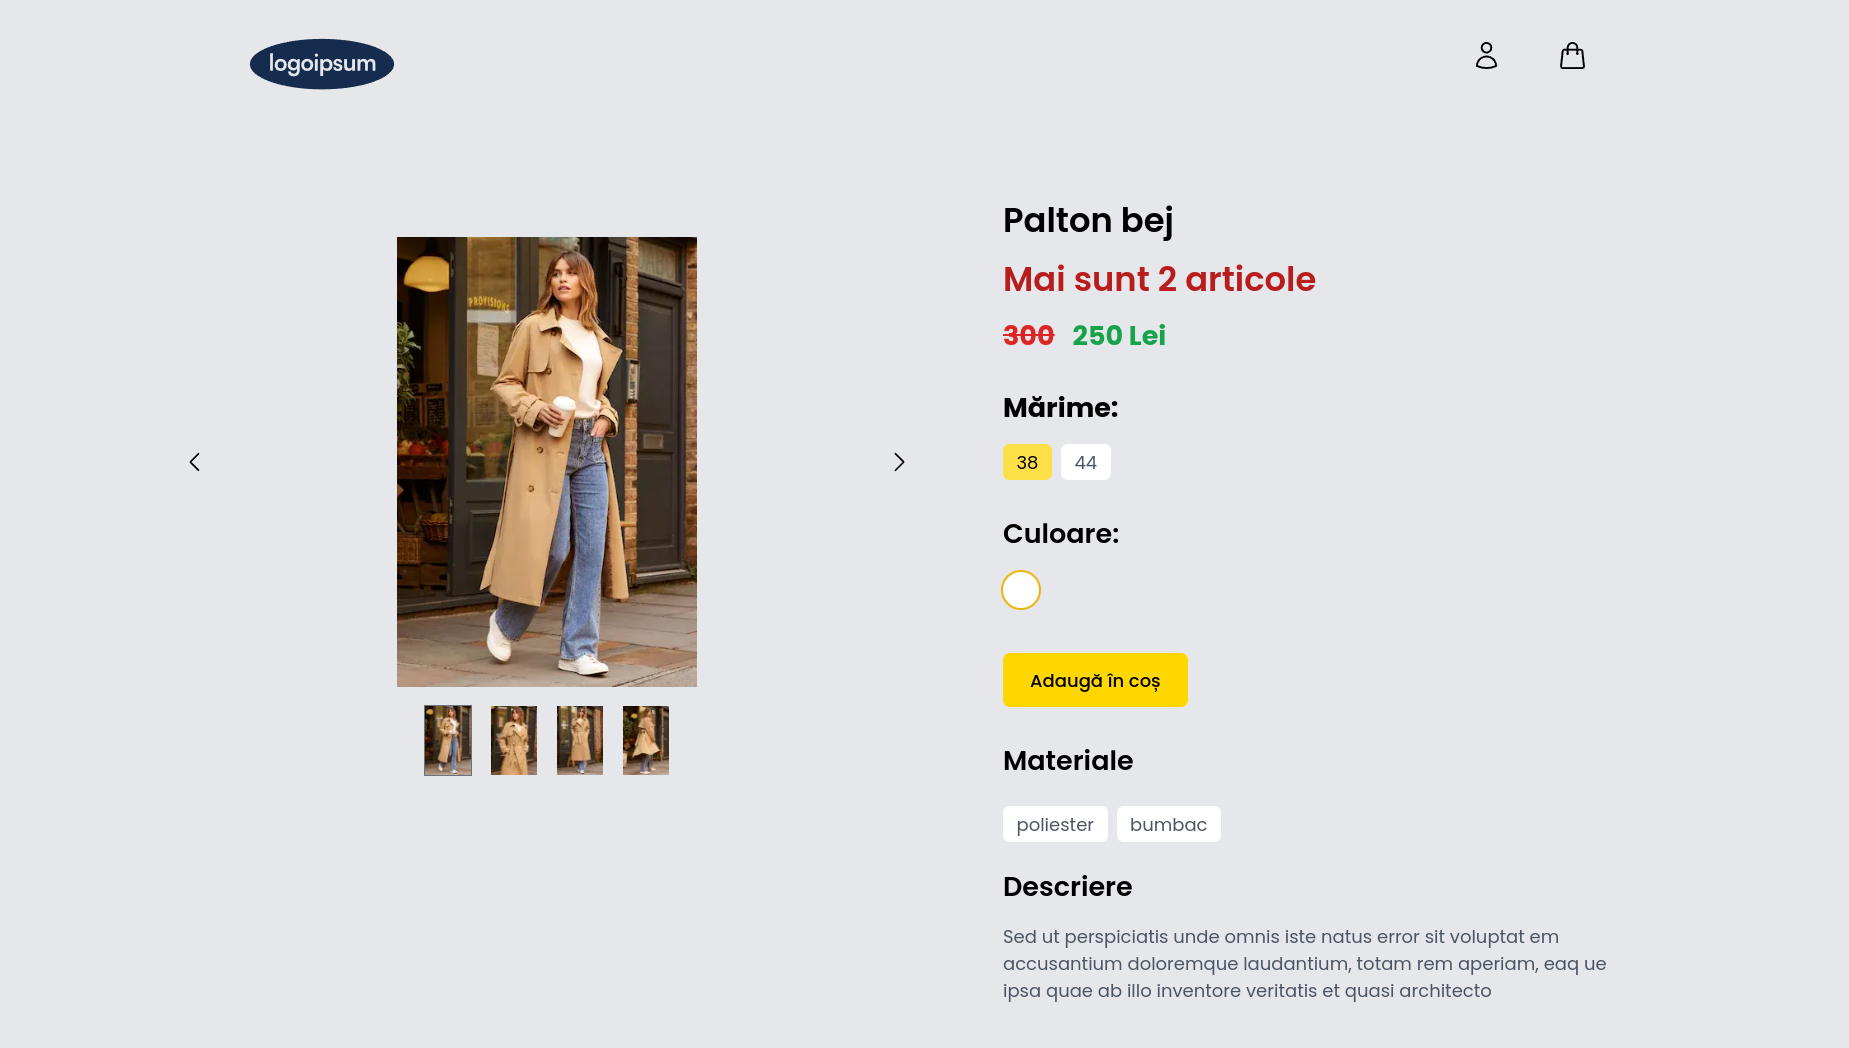 logoipsum
PROVISIONS
Palton bej
Mai sunt 2 articole
300 250 Lei
Mărime:
38 44
Culoare:
Adaugă în coș
Materiale
poliester bumbac
Descriere
Sed ut perspiciatis unde omnis iste natus error sit voluptat em
accusantium doloremque laudantium, totam rem aperiam, eaq ue
ipsa quae ab illo inventore veritatis et quasi architecto